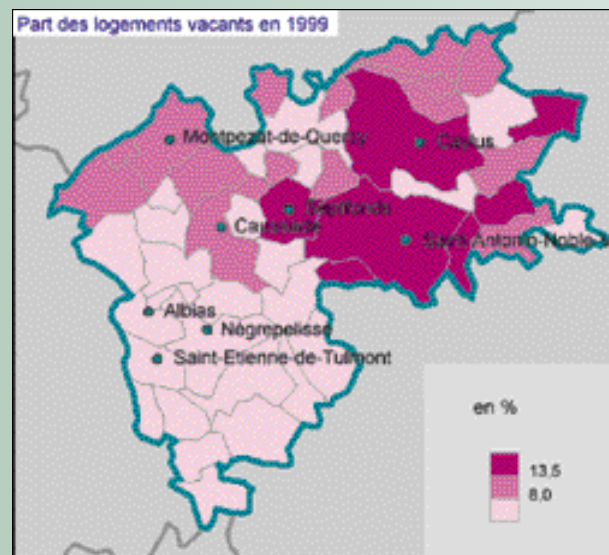 Part des logements vacants en 1999
Montpezat-de-Quercy
Caylus
Septfonds
Caussade
Saint Antonin-Noble-
Albias
Nègrepelisse
Saint-Etienne-de-Tulmont
en %
13,5
8,0